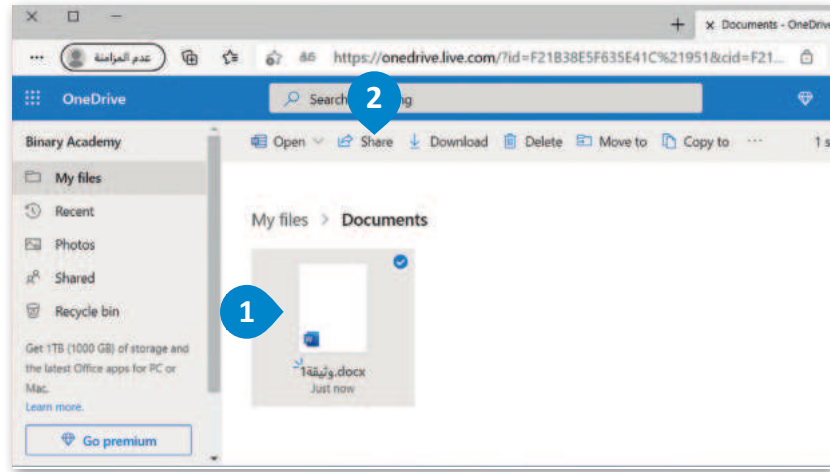 Documents - OneDrive
عدم المزامنة
https://onedrive.live.com/?id=F21B38E5F635E41C%21951&cid=F21...
OneDrive
Search
ng
2
Binary Academy
Open
Share
Download
Delete
Move to
Copy to
...
1 s
My files
Recent
Photos
Shared
Recycle bin
My files > Documents
1
وثيقة1.docx
Just now
Get 1TB (1000 GB) of storage and
the latest Office apps for PC or
Mac.
Learn more.
Go premium